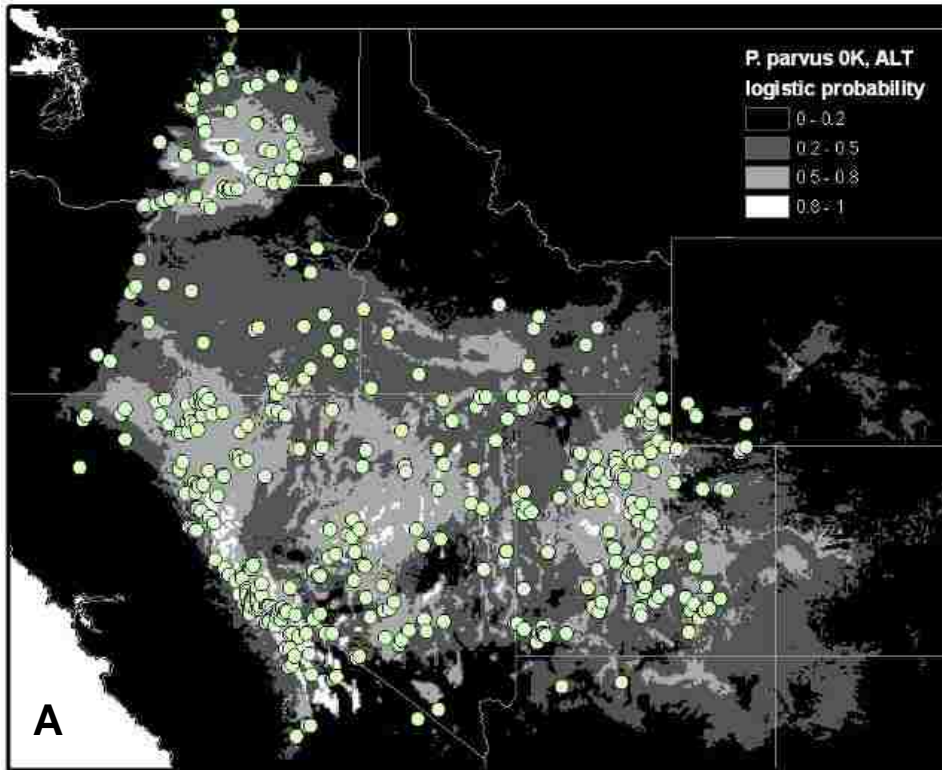 P. parvus 0K, ALT
logistic probability
0 - 0.2
0.2 - 0.5
0.5 - 0.8
0.8 - 1
A